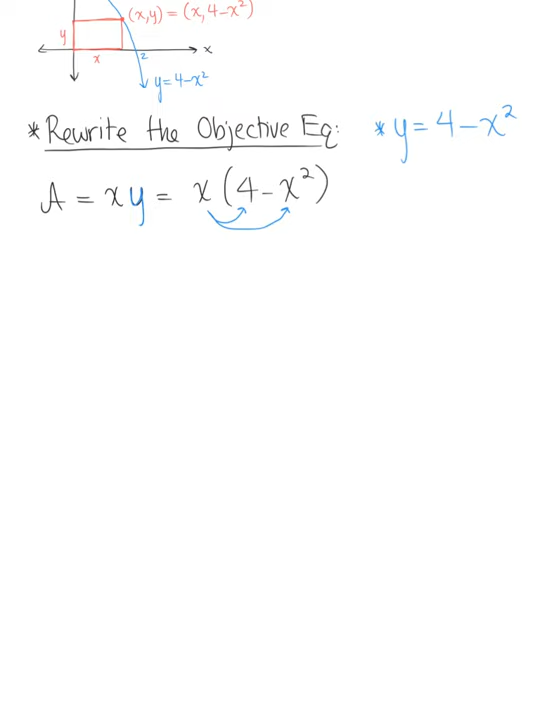 (x,y) = (x, 4-x²)
y
x
x
2
y=4-x²
*Rewrite the Objective Eq:
*y=4-x²
A = xy = x(4-x²)